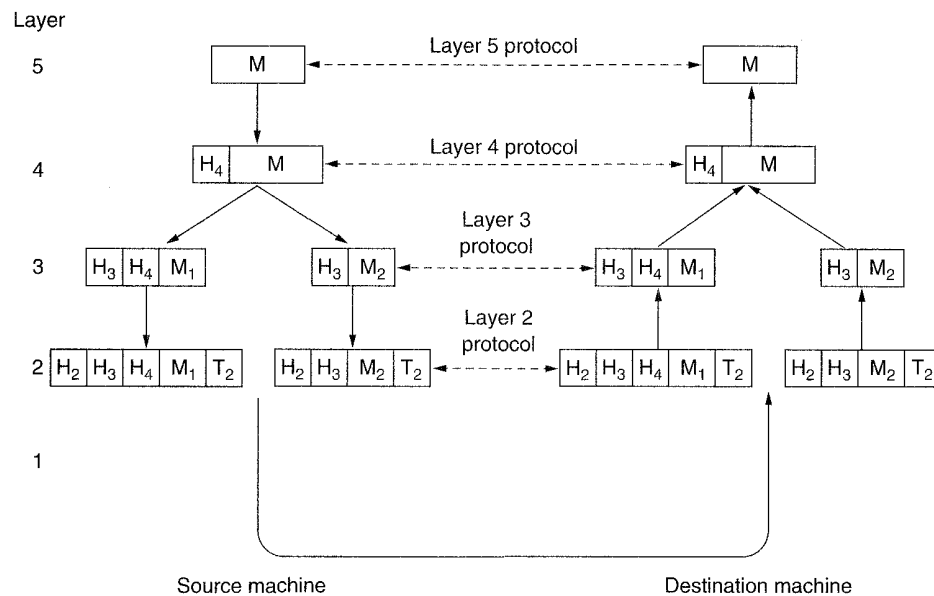 Layer
5
M
Layer 5 protocol
M
4
H₄ M
Layer 4 protocol
H₄ M
3
H₃ H₄ M₁
H₃ M₂
Layer 3
protocol
H₃ H₄ M₁
H₃ M₂
2
H₂ H₃ H₄ M₁ T₂
H₂ H₃ M₂ T₂
Layer 2
protocol
H₂ H₃ H₄ M₁ T₂
H₂ H₃ M₂ T₂
1
Source machine
Destination machine